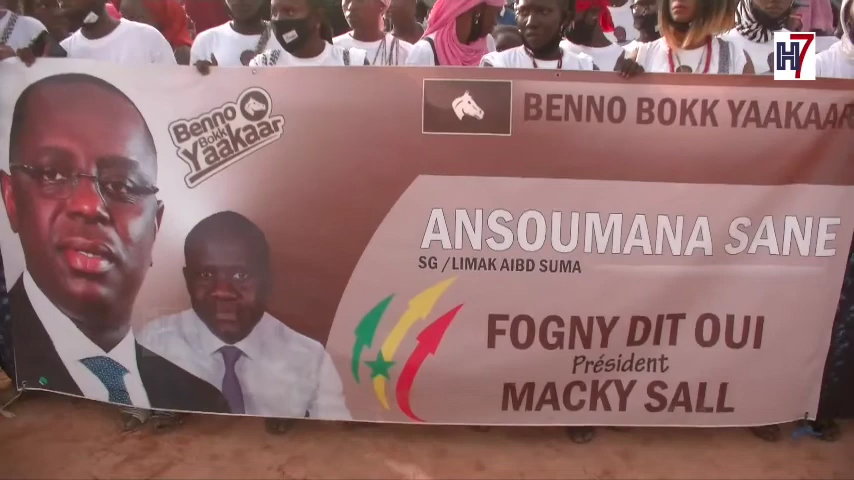 H7
Benno
Bokk
Yaakaar
BENNO BOKK YAAKAAR
ANSOUMANA SANE
SG /LIMAK AIBD SUMA
FOGNY DIT OUI
Président
MACKY SALL